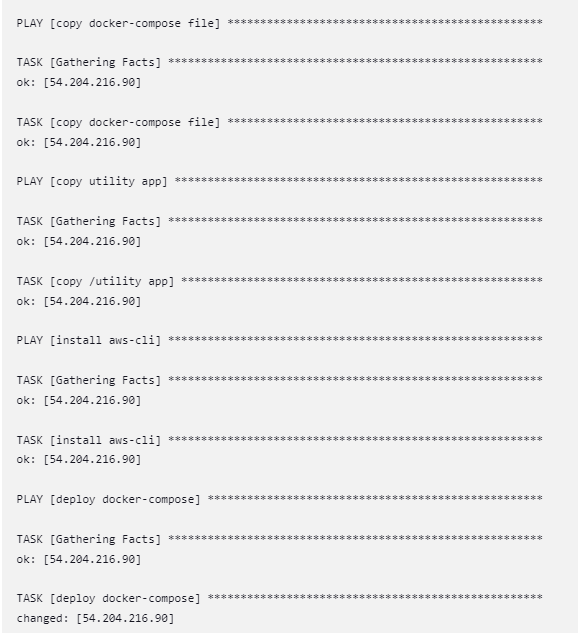 PLAY [copy docker-compose file] ************************************************
TASK [Gathering Facts] *********************************************************
ok: [54.204.216.90]
TASK [copy docker-compose file] ************************************************
ok: [54.204.216.90]
PLAY [copy utility app] ********************************************************
TASK [Gathering Facts] *********************************************************
ok: [54.204.216.90]
TASK [copy /utility app] *******************************************************
ok: [54.204.216.90]
PLAY [install aws-cli] *********************************************************
TASK [Gathering Facts] *********************************************************
ok: [54.204.216.90]
TASK [install aws-cli] *********************************************************
ok: [54.204.216.90]
PLAY [deploy docker-compose] ***************************************************
TASK [Gathering Facts] *********************************************************
ok: [54.204.216.90]
TASK [deploy docker-compose] ***************************************************
changed: [54.204.216.90]